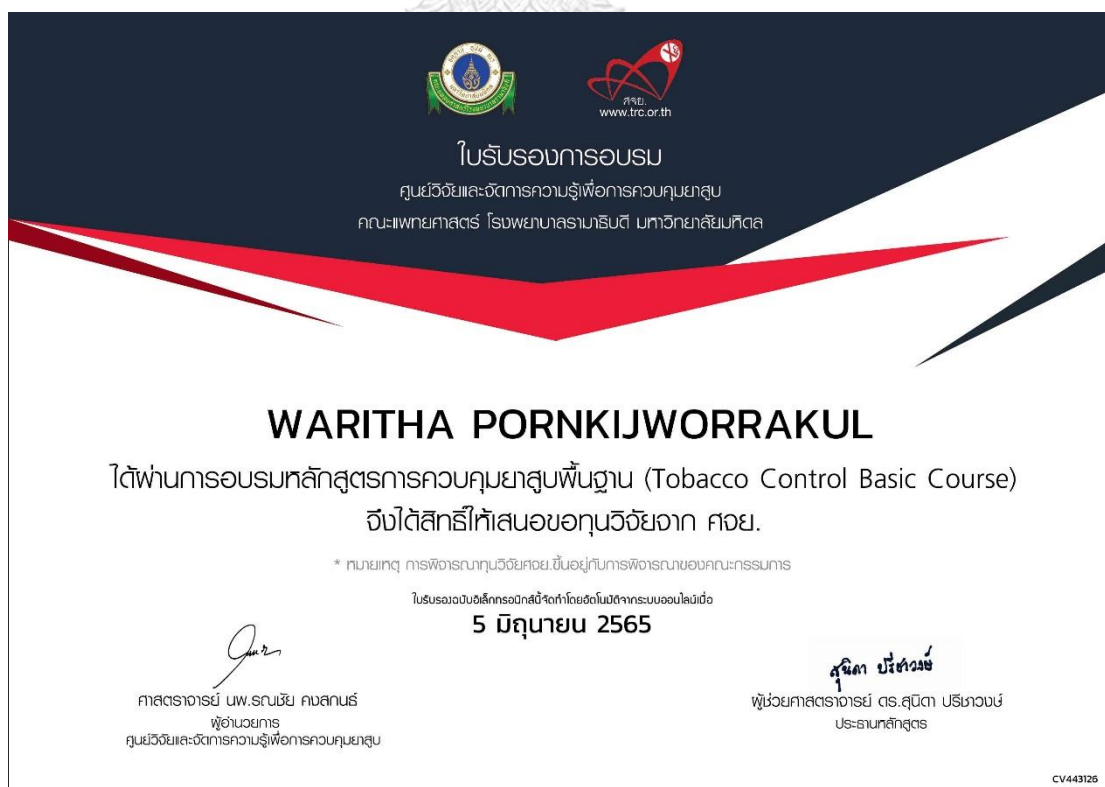 ศจย.
www.trc.or.th
ใบรับรองการอบรม
ศูนย์วิจัยและจัดการความรู้เพื่อการควบคุมยาสูบ
คณะแพทยศาสตร์ โรงพยาบาลรามาธิบดี มหาวิทยาลัยมหิดล
WARITHA PORNKIJWORRAKUL
ได้ผ่านการอบรมหลักสูตรการควบคุมยาสูบพื้นฐาน (Tobacco Control Basic Course)
จึงได้สิทธิ์ให้เสนอขอทุนวิจัยจาก ศจย.
* หมายเหตุ การพิจารณาทุนวิจัยศจย.ขึ้นอยู่กับการพิจารณาของคณะกรรมการ
ใบรับรองฉบับอิเล็กทรอนิกส์นี้จัดทำโดยอัตโนมัติจากระบบออนไลน์เมื่อ
5 มิถุนายน 2565
สุนิดา ปรีชาวงษ์
ศาสตราจารย์ นพ.รณชัย คงสกนธ์
ผู้อำนวยการ
ศูนย์วิจัยและจัดการความรู้เพื่อการควบคุมยาสูบ
ผู้ช่วยศาสตราจารย์ ดร.สุนิดา ปรีชาวงษ์
ประธานหลักสูตร
CV443126